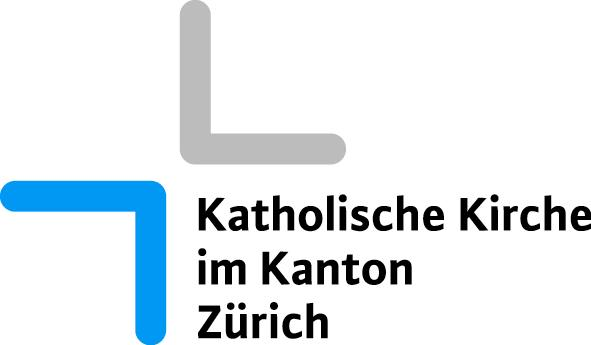 Katholische Kirche
im Kanton
Zürich